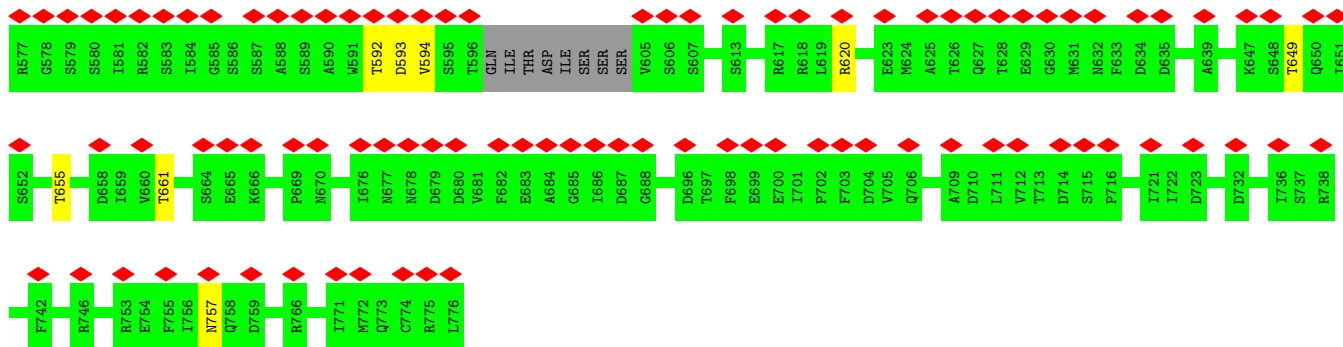 R577 G578 S579 S580 I581 R582 S583 I584 G585 S586 S587 A588 S589 A590 W591 T592 D593 V594 S595 T596 GLN ILE THR ASP ILE SER SER SER V605 S606 S607 S613 R617 R618 L619 R620 E623 M624 A625 T626 Q627 T628 E629 G630 M631 N632 F633 D634 D635 A639 K647 S648 T649 Q650 I651
S652 T655 D658 I659 V660 T661 S664 E665 K666 P669 N670 I676 N677 N678 D679 D680 V681 F682 E683 A684 G685 I686 D687 G688 D696 T697 F698 E699 E700 I701 P702 F703 D704 V705 Q706 A709 D710 L711 V712 T713 D714 S715 P716 I721 I722 D723 D732 I736 S737 R738
F742 R746 R753 E754 F755 I756 N757 Q758 D759 R766 I771 M772 Q773 C774 R775 L776